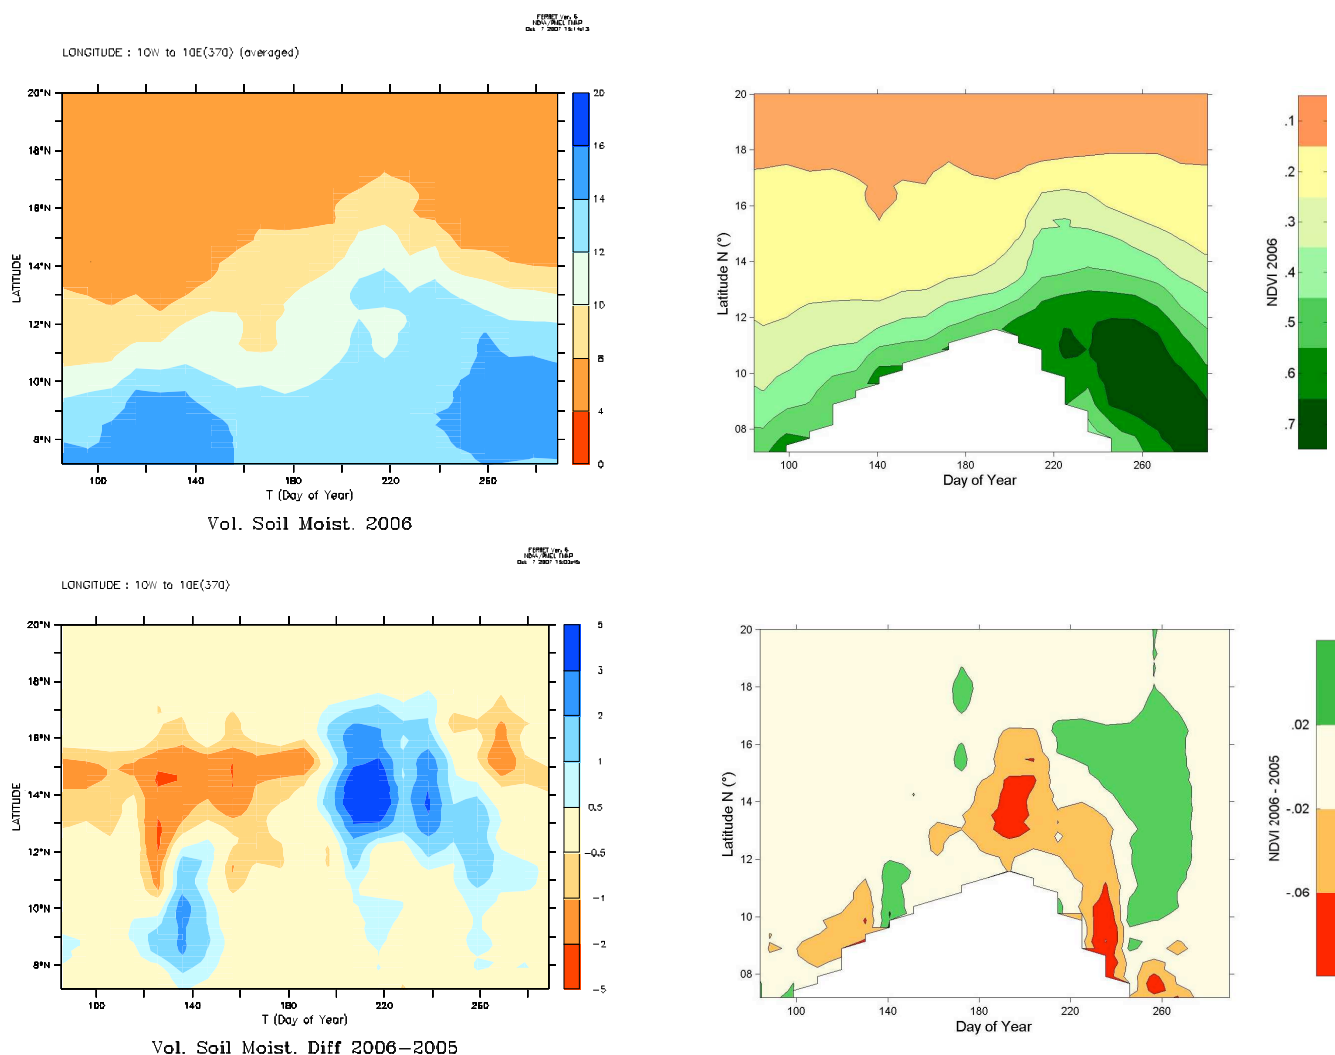 LONGITUDE : 10W to 10E(370) (averaged)
20°N
18°N
16°N
14°N
12°N
10°N
8°N
LATITUDE
100
140
180
220
260
T (Day of Year)
20
16
14
12
10
8
4
0
Vol. Soil Moist. 2006
20
18
16
14
12
10
08
Latitude N (°)
100
140
180
220
260
Day of Year
.1
.2
.3
.4
.5
.6
.7
NDVI 2006
LONGITUDE : 10W to 10E(370)
20°N
18°N
16°N
14°N
12°N
10°N
8°N
LATITUDE
100
140
180
220
260
T (Day of Year)
5
3
2
1
0.5
-0.5
-1
-2
-5
Vol. Soil Moist. Diff 2006-2005
20
18
16
14
12
10
08
Latitude N (°)
100
140
180
220
260
Day of Year
.02
-.02
-.06
NDVI 2006 - 2005